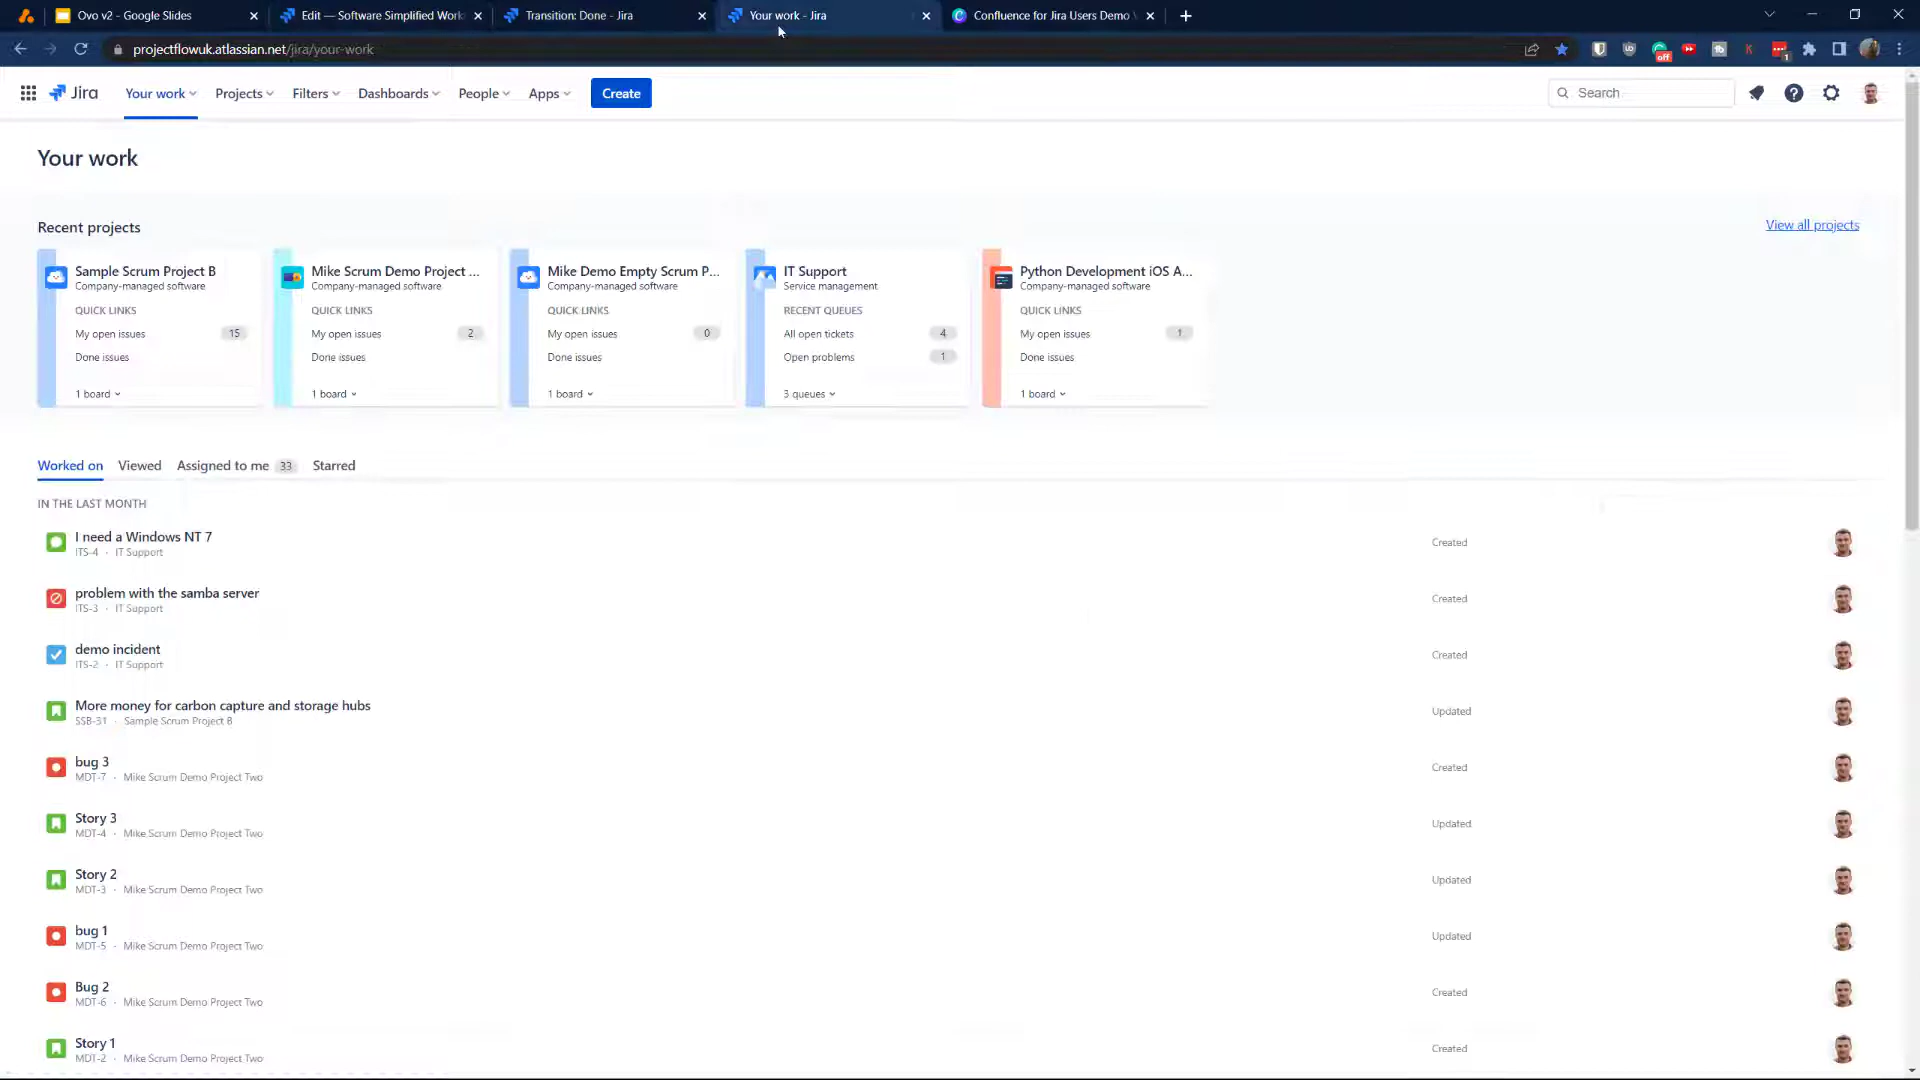 Ovo v2 - Google Slides
Edit — Software Simplified Work
Transition: Done - Jira
Your work - Jira
Confluence for Jira Users Demo
projectflowuk.atlassian.net/jira/your-work
off
1
Jira
Your work
Projects
Filters
Dashboards
People
Apps
Create
Search
Your work
Recent projects
View all projects
Sample Scrum Project B
Company-managed software
QUICK LINKS
My open issues 15
Done issues
1 board
Mike Scrum Demo Project ...
Company-managed software
QUICK LINKS
My open issues 2
Done issues
1 board
Mike Demo Empty Scrum P...
Company-managed software
QUICK LINKS
My open issues 0
Done issues
1 board
IT Support
Service management
RECENT QUEUES
All open tickets 4
Open problems 1
3 queues
Python Development iOS A...
Company-managed software
QUICK LINKS
My open issues 1
Done issues
1 board
Worked on
Viewed
Assigned to me 33
Starred
IN THE LAST MONTH
I need a Windows NT 7
ITS-4 · IT Support
Created
problem with the samba server
ITS-3 · IT Support
Created
demo incident
ITS-2 · IT Support
Created
More money for carbon capture and storage hubs
SSB-31 · Sample Scrum Project B
Updated
bug 3
MDT-7 · Mike Scrum Demo Project Two
Created
Story 3
MDT-4 · Mike Scrum Demo Project Two
Updated
Story 2
MDT-3 · Mike Scrum Demo Project Two
Updated
bug 1
MDT-5 · Mike Scrum Demo Project Two
Updated
Bug 2
MDT-6 · Mike Scrum Demo Project Two
Created
Story 1
MDT-2 · Mike Scrum Demo Project Two
Created